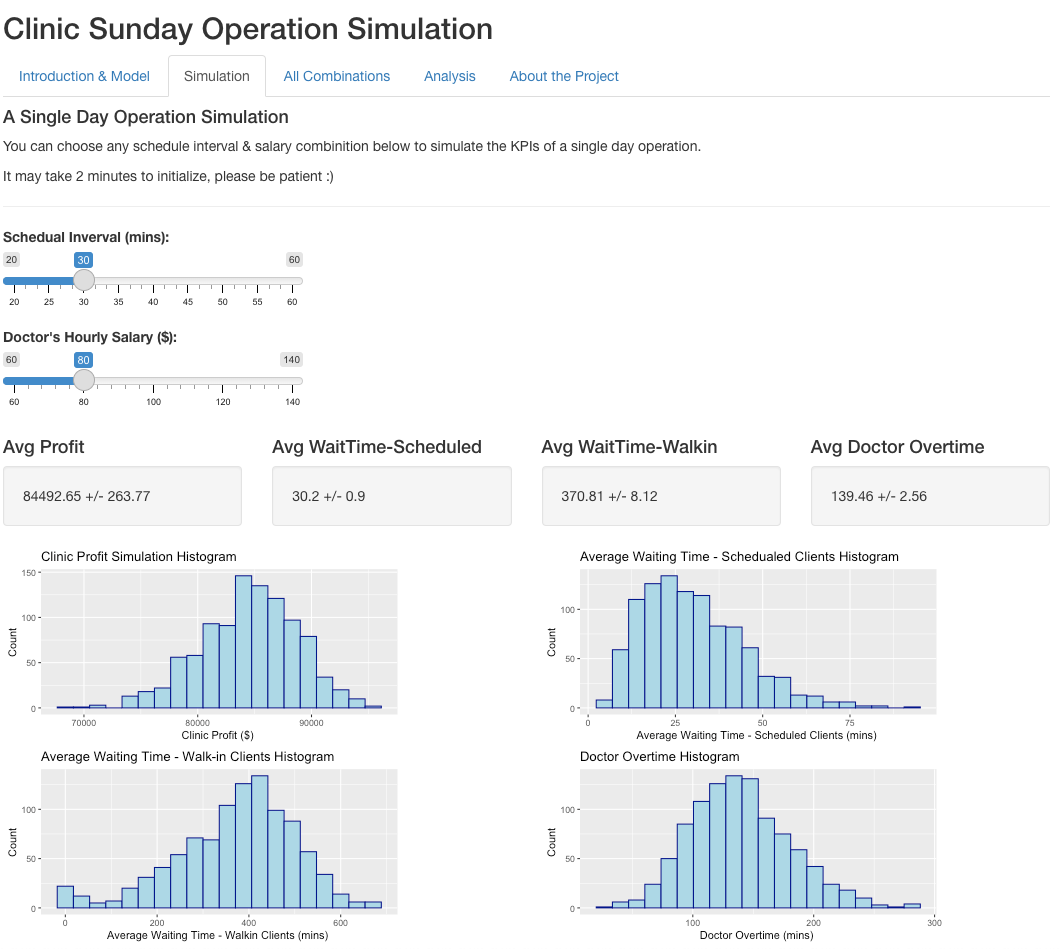 Clinic Sunday Operation Simulation
Introduction & Model Simulation All Combinations Analysis About the Project
A Single Day Operation Simulation
You can choose any schedule interval & salary combinition below to simulate the KPIs of a single day operation.
It may take 2 minutes to initialize, please be patient :)
Schedual Inverval (mins):
20 30 60
20 25 30 35 40 45 50 55 60
Doctor's Hourly Salary ($):
60 80 140
60 80 100 120 140
Avg Profit Avg WaitTime-Scheduled Avg WaitTime-Walkin Avg Doctor Overtime
84492.65 +/- 263.77 30.2 +/- 0.9 370.81 +/- 8.12 139.46 +/- 2.56
Clinic Profit Simulation Histogram
150
100
50
0
Count
70000 80000 90000
Clinic Profit ($)
Average Waiting Time - Schedualed Clients Histogram
100
50
0
Count
0 25 50 75
Average Waiting Time - Scheduled Clients (mins)
Average Waiting Time - Walk-in Clients Histogram
100
50
0
Count
0 200 400 600
Average Waiting Time - Walkin Clients (mins)
Doctor Overtime Histogram
100
50
0
Count
100 200 300
Doctor Overtime (mins)